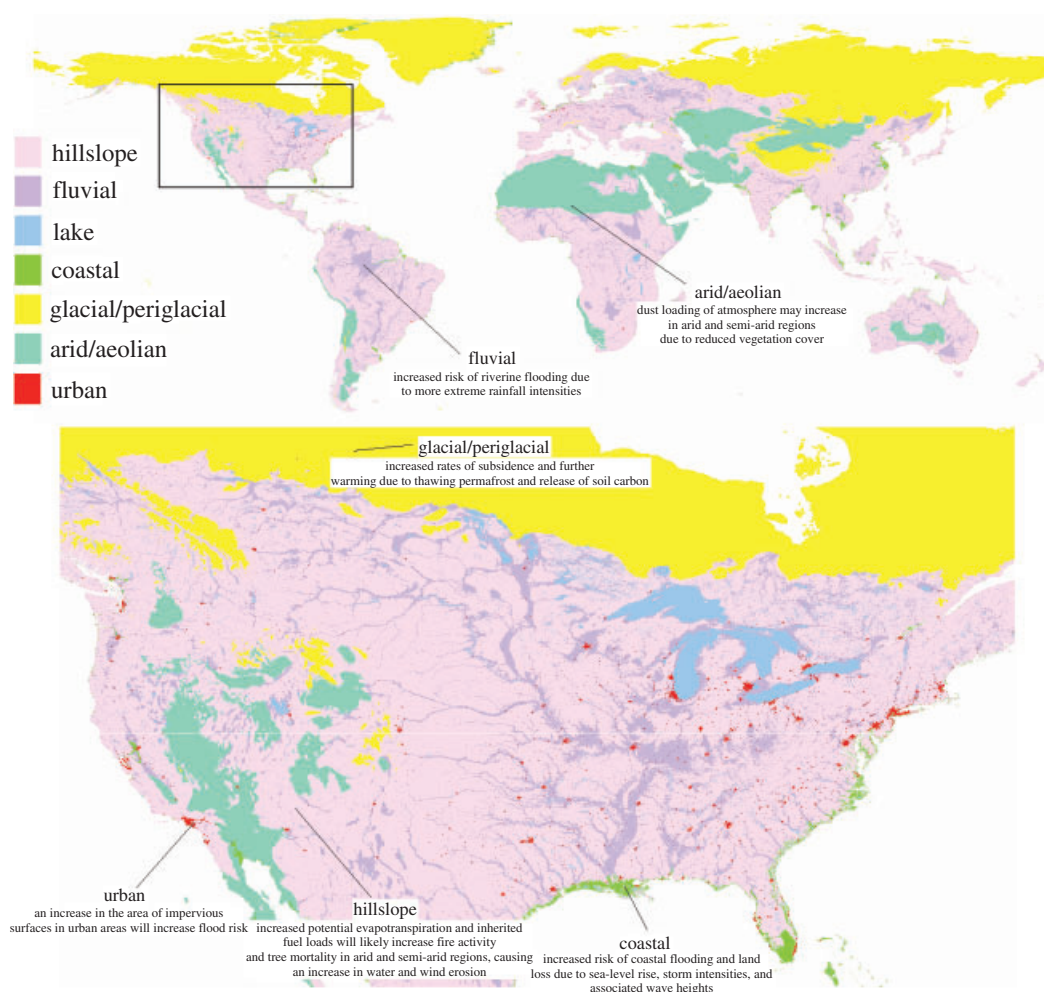 hillslope
fluvial
lake
coastal
glacial/periglacial
arid/aeolian
urban
arid/aeolian
dust loading of atmosphere may increase
in arid and semi-arid regions
due to reduced vegetation cover
fluvial
increased risk of riverine flooding due
to more extreme rainfall intensities
glacial/periglacial
increased rates of subsidence and further
warming due to thawing permafrost and release of soil carbon
urban
an increase in the area of impervious
surfaces in urban areas will increase flood risk
hillslope
increased potential evapotranspiration and inherited
fuel loads will likely increase fire activity
and tree mortality in arid and semi-arid regions, causing
an increase in water and wind erosion
coastal
increased risk of coastal flooding and land
loss due to sea-level rise, storm intensities, and
associated wave heights